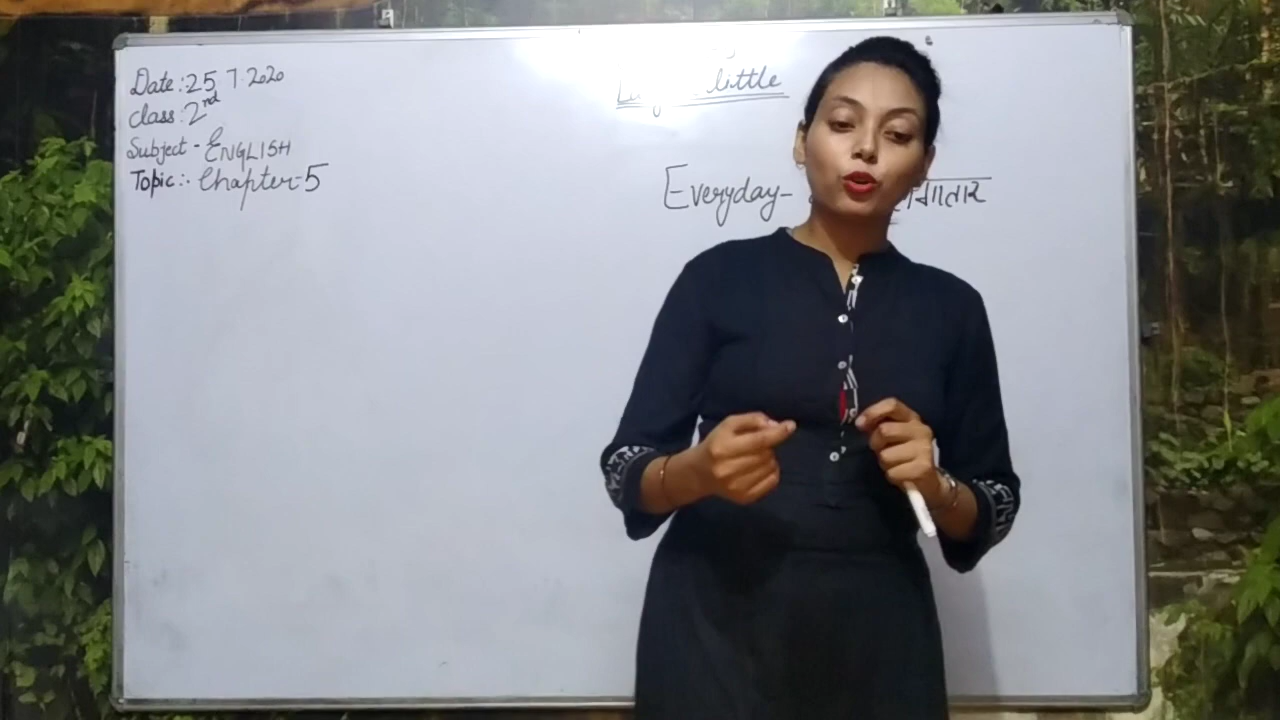 Date : 25 7.2020
class : 2nd
Subject - ENGLISH
Topic :- Chapter-5
little
Everyday-